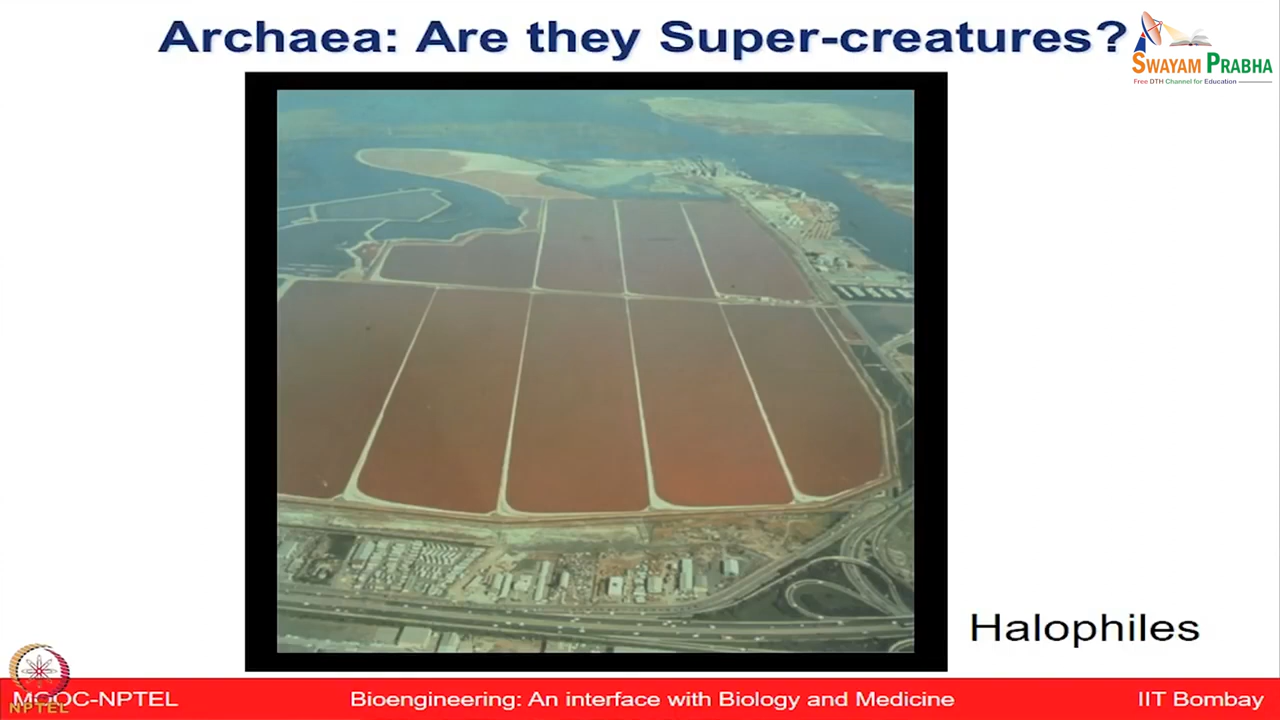 Archaea: Are they Super-creatures?
SWAYAM PRABHA
Free DTH Channel for Education
Halophiles
NPTEL
MOOC-NPTEL
Bioengineering: An interface with Biology and Medicine
IIT Bombay